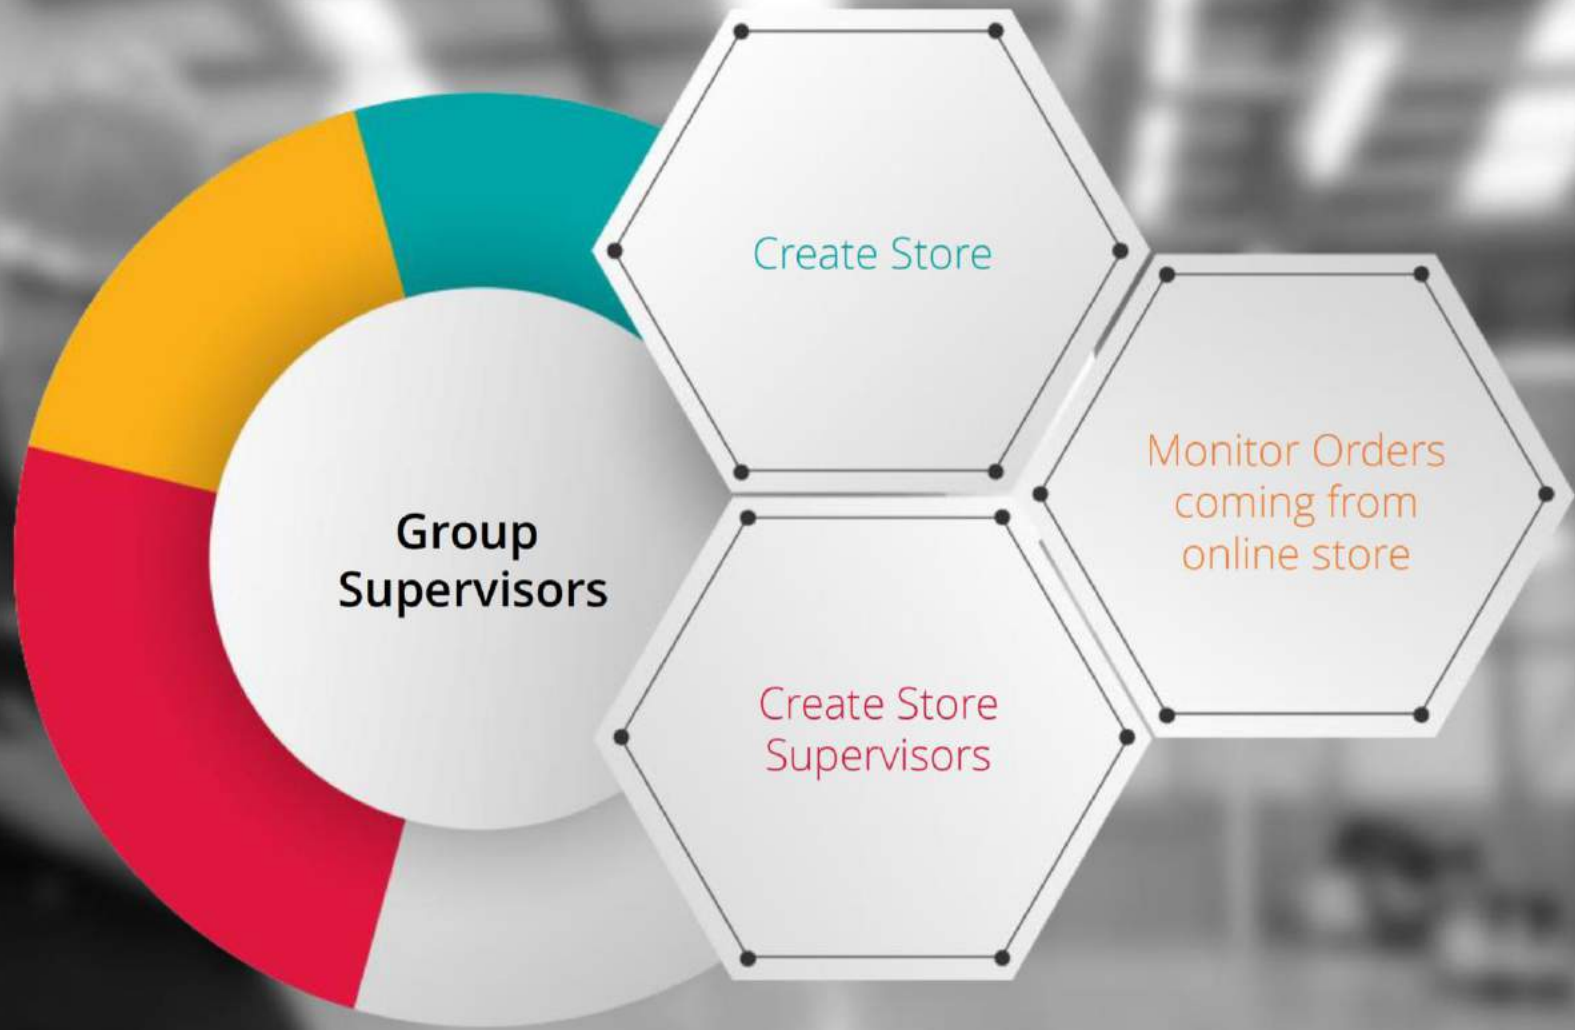 Group
Supervisors
Create Store
Monitor Orders
coming from
online store
Create Store
Supervisors